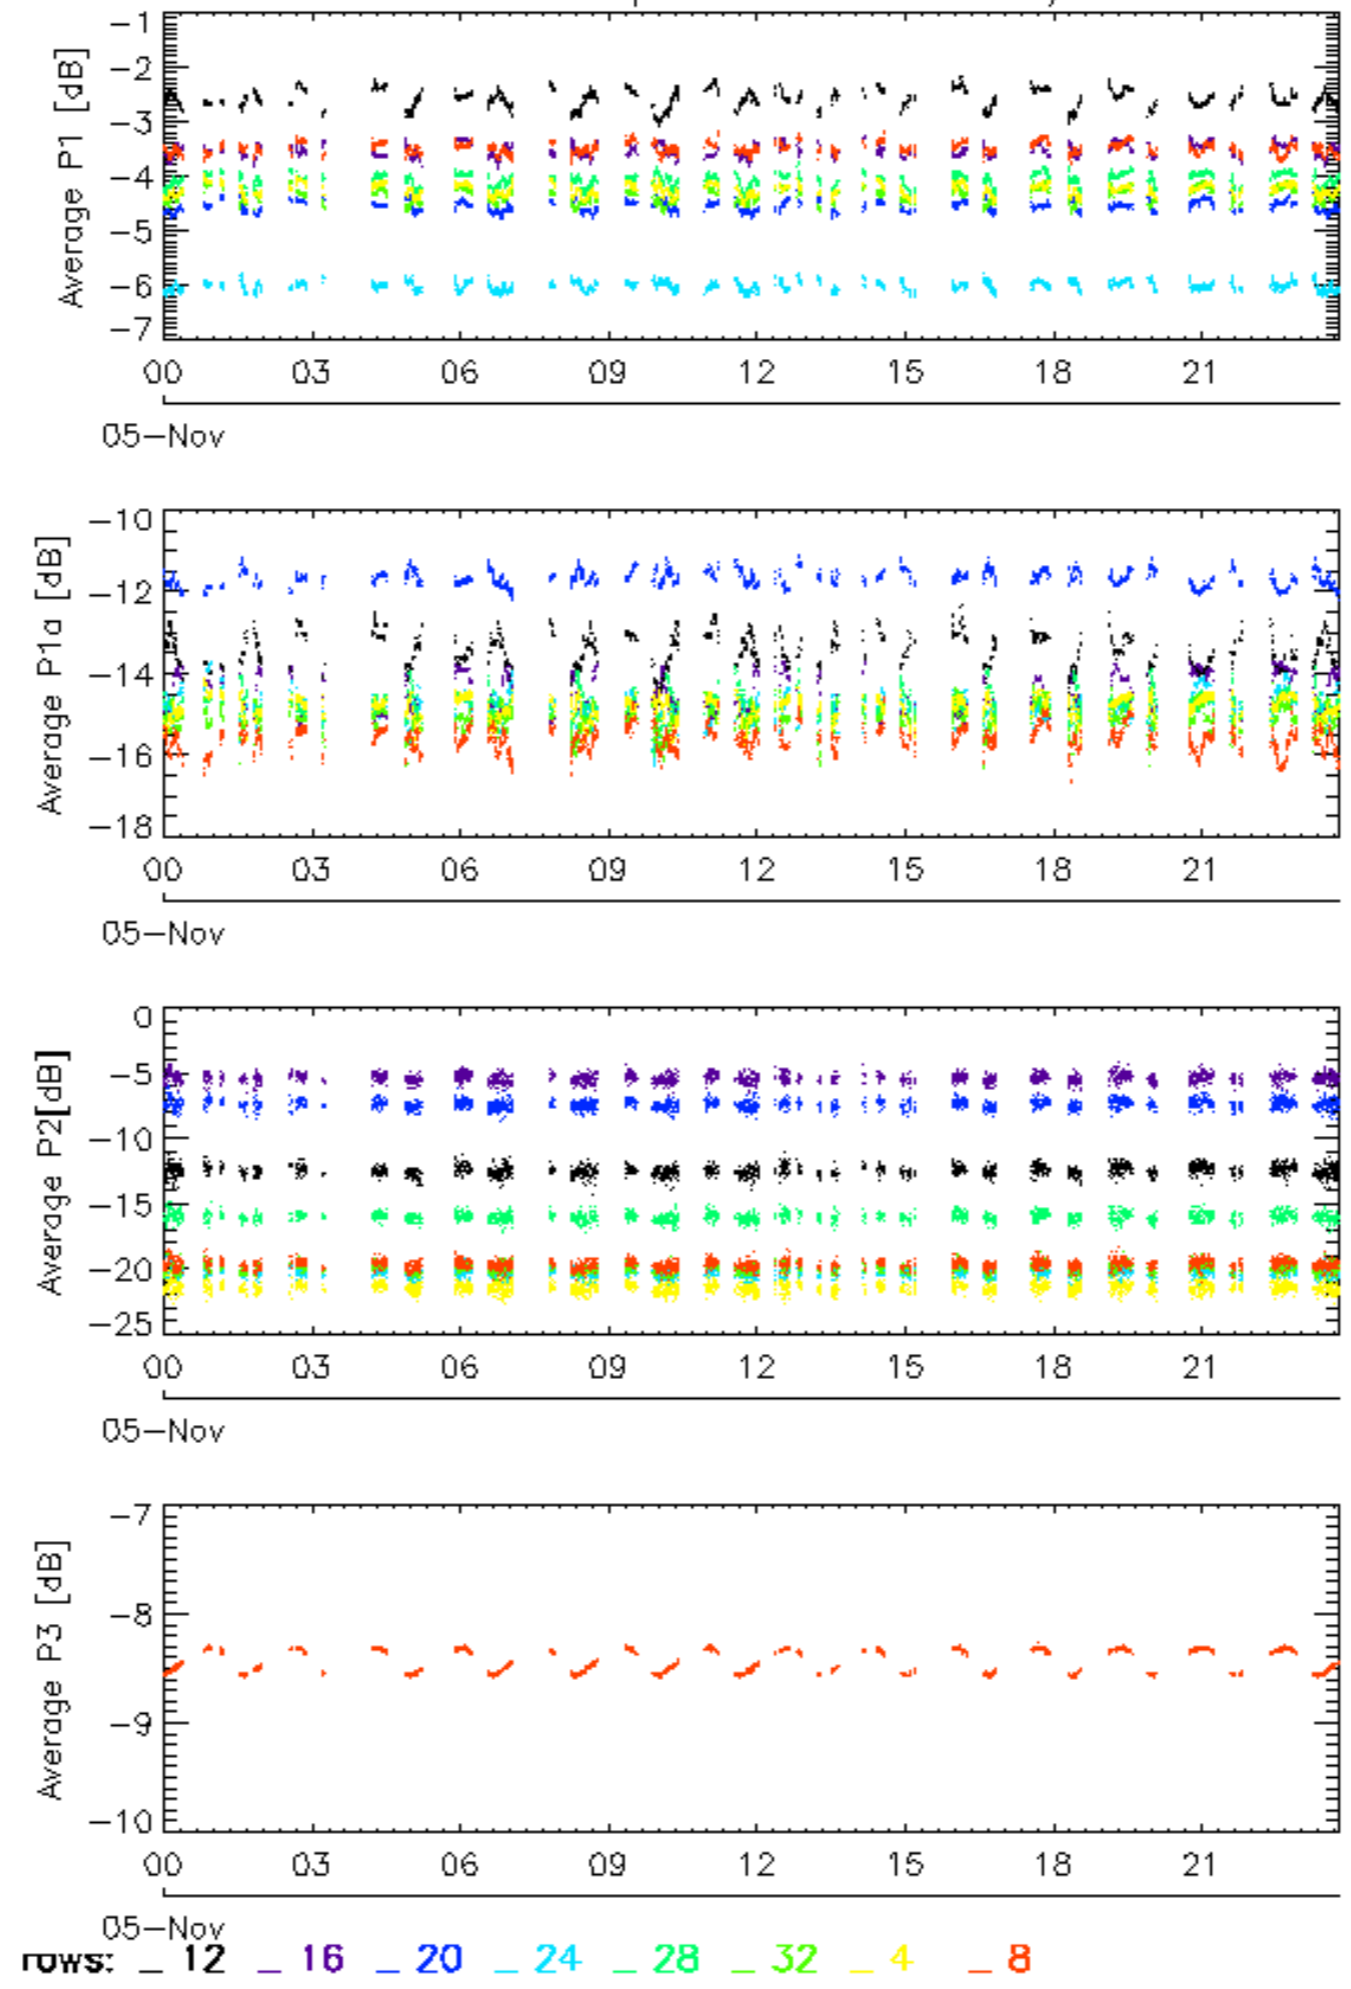 Average P1 [dB]
−1
−2
−3
−4
−5
−6
−7
00 03 06 09 12 15 18 21
05−Nov
Average P1a [dB]
−10
−12
−14
−16
−18
00 03 06 09 12 15 18 21
05−Nov
Average P2[dB]
0
−5
−10
−15
−20
−25
00 03 06 09 12 15 18 21
05−Nov
Average P3 [dB]
−7
−8
−9
−10
00 03 06 09 12 15 18 21
05−Nov
rows: _ 12 _ 16 _ 20 _ 24 _ 28 _ 32 _ 4 _ 8